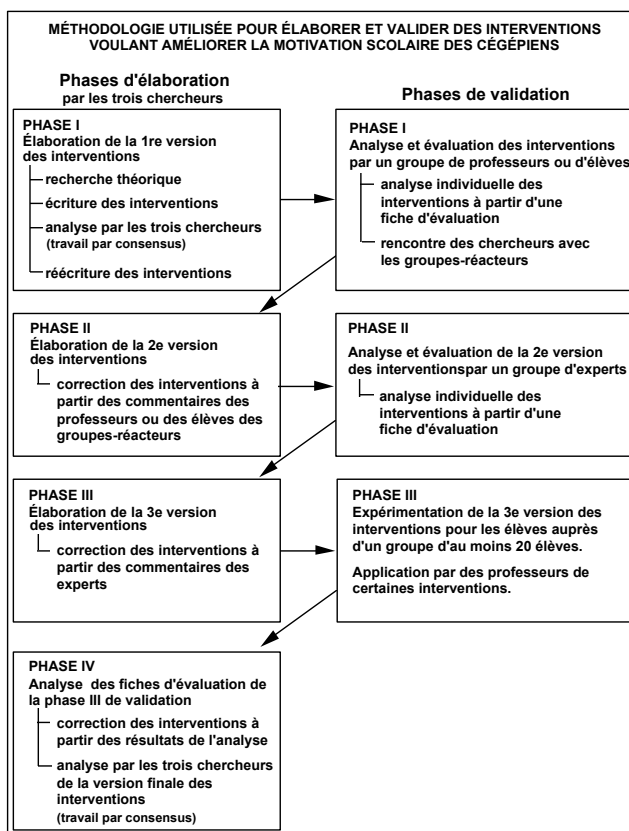 MÉTHODOLOGIE UTILISÉE POUR ÉLABORER ET VALIDER DES INTERVENTIONS
VOULANT AMÉLIORER LA MOTIVATION SCOLAIRE DES CÉGÉPIENS
Phases d'élaboration
par les trois chercheurs
Phases de validation
PHASE I
Élaboration de la 1re version
des interventions
recherche théorique
écriture des interventions
analyse par les trois chercheurs
(travail par consensus)
réécriture des interventions
PHASE I
Analyse et évaluation des interventions
par un groupe de professeurs ou d'élèves
analyse individuelle des
interventions à partir d'une
fiche d'évaluation
rencontre des chercheurs avec
les groupes-réacteurs
PHASE II
Élaboration de la 2e version
des interventions
correction des interventions à
partir des commentaires des
professeurs ou des élèves des
groupes-réacteurs
PHASE II
Analyse et évaluation de la 2e version
des interventionspar un groupe d'experts
analyse individuelle des
interventions à partir d'une
fiche d'évaluation
PHASE III
Élaboration de la 3e version
des interventions
correction des interventions à
partir des commentaires des
experts
PHASE III
Expérimentation de la 3e version des
interventions pour les élèves auprès
d'un groupe d'au moins 20 élèves.
Application par des professeurs de
certaines interventions.
PHASE IV
Analyse des fiches d'évaluation de
la phase III de validation
correction des interventions à
partir des résultats de l'analyse
analyse par les trois chercheurs
de la version finale des
interventions
(travail par consensus)